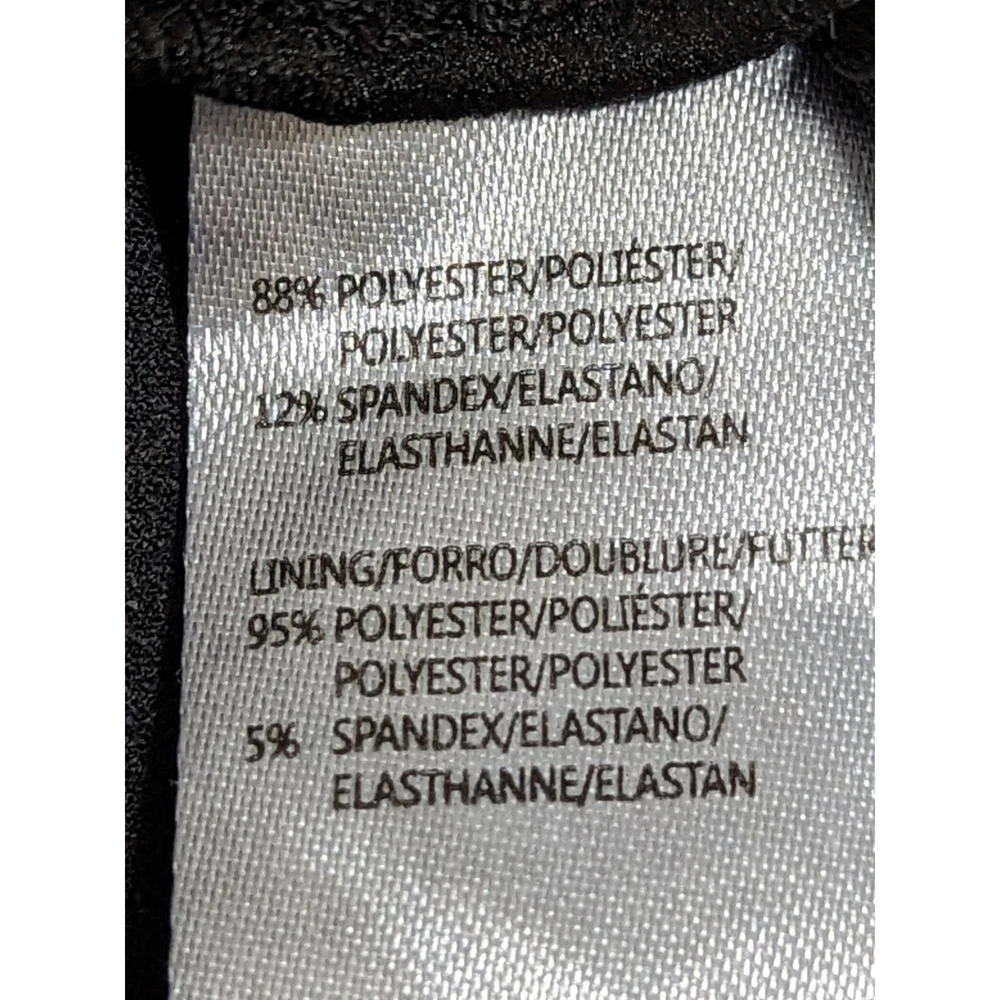 88% POLYESTER/POLIÉSTER/
POLYESTER/POLYESTER
12% SPANDEX/ELASTANO/
ELASTHANNE/ELASTAN
LINING/FORRO/DOUBLURE/FUTTER
95% POLYESTER/POLIÉSTER/
POLYESTER/POLYESTER
5% SPANDEX/ELASTANO/
ELASTHANNE/ELASTAN